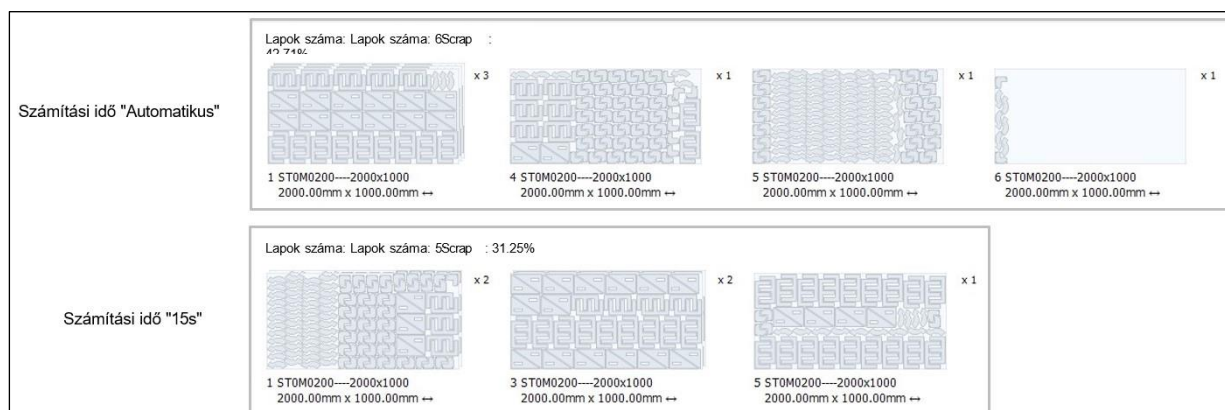 Lapok száma: Lapok száma: 6Scrap :
42.71%
x 3
x 1
x 1
x 1
Számítási idő "Automatikus"
1 ST0M0200----2000x1000
2000.00mm x 1000.00mm ↔
4 ST0M0200----2000x1000
2000.00mm x 1000.00mm ↔
5 ST0M0200----2000x1000
2000.00mm x 1000.00mm ↔
6 ST0M0200----2000x1000
2000.00mm x 1000.00mm ↔
Lapok száma: Lapok száma: 5Scrap : 31.25%
x 2
x 2
x 1
Számítási idő "15s"
1 ST0M0200----2000x1000
2000.00mm x 1000.00mm ↔
3 ST0M0200----2000x1000
2000.00mm x 1000.00mm ↔
5 ST0M0200----2000x1000
2000.00mm x 1000.00mm ↔